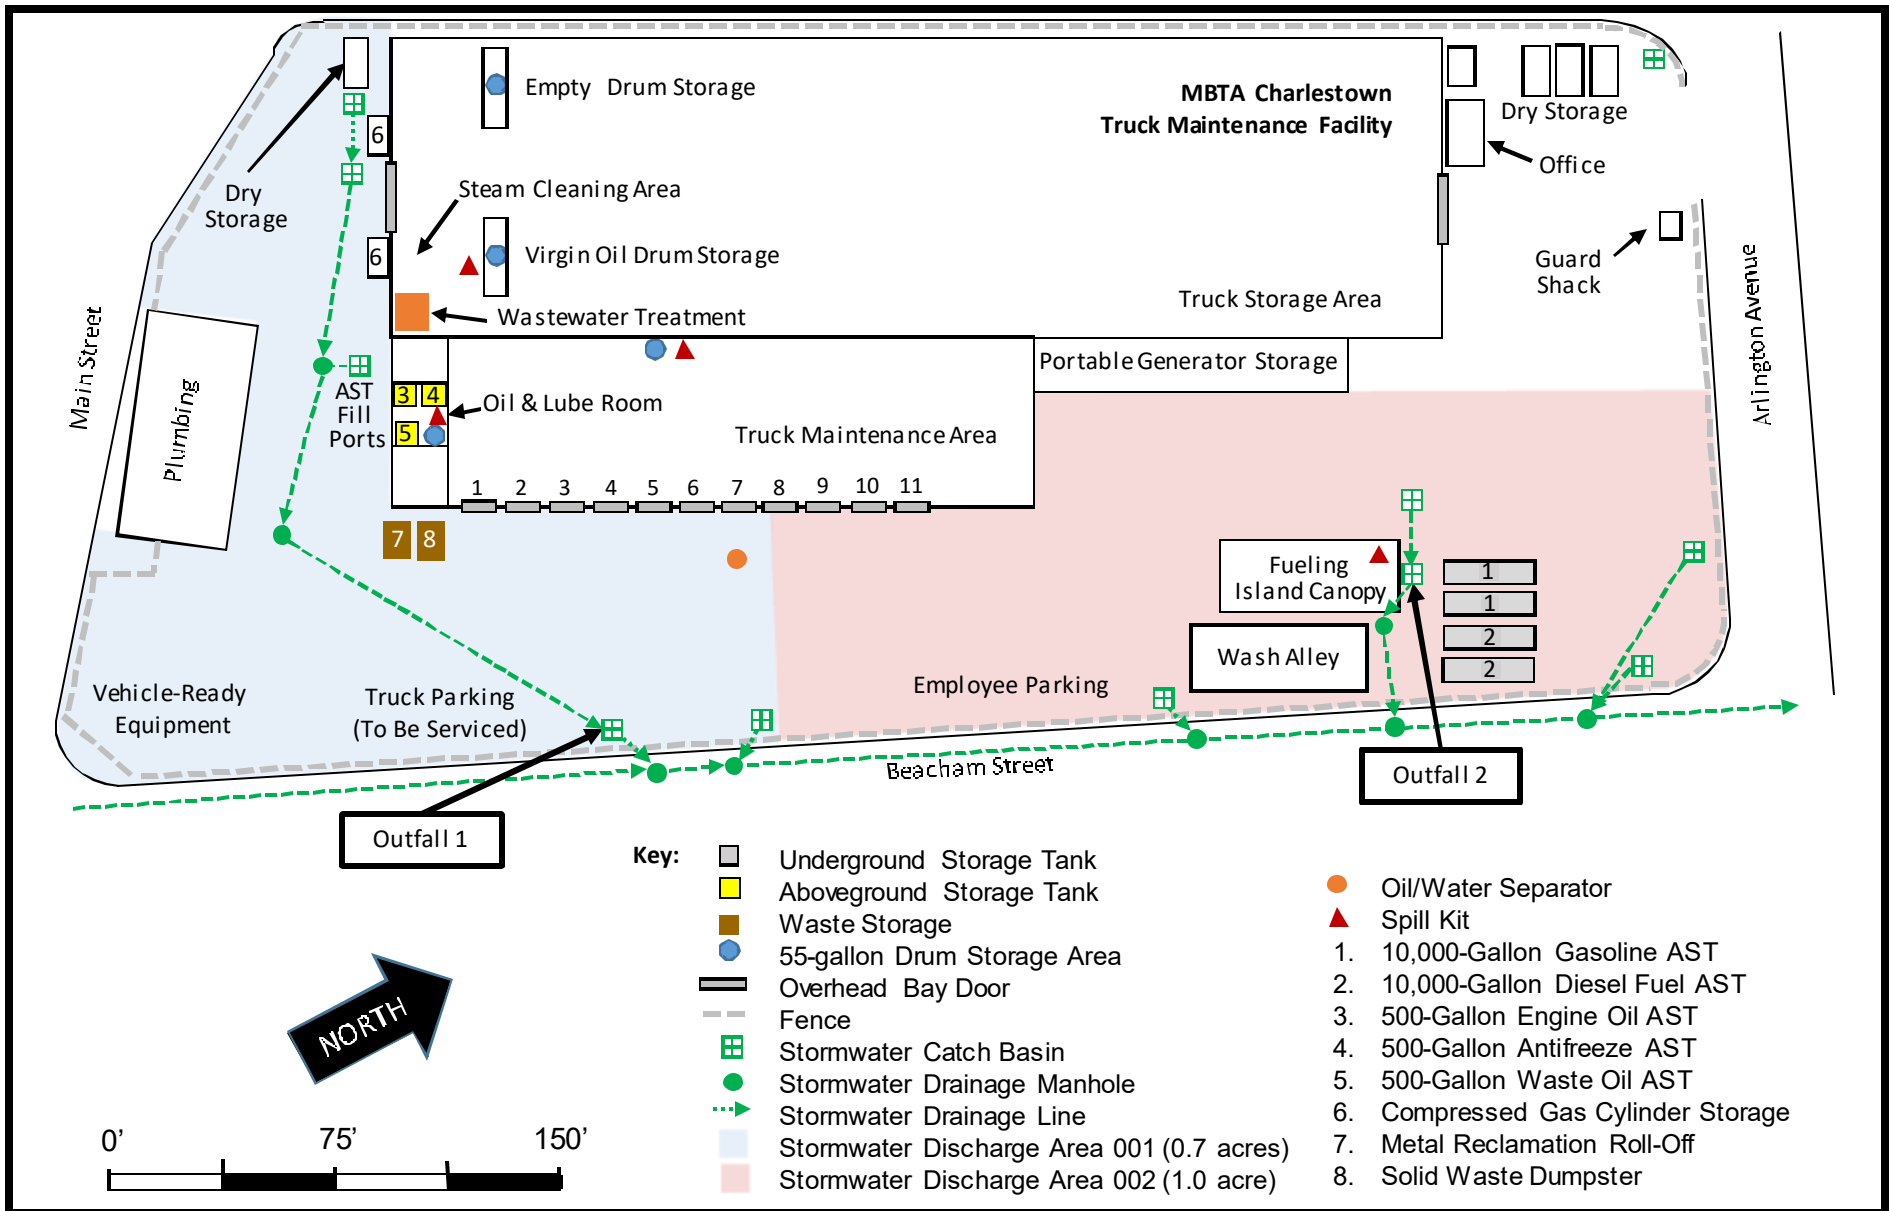 MBTA Charlestown
Truck Maintenance Facility
Empty Drum Storage
Dry Storage
Office
6
Dry
Storage
Steam Cleaning Area
6
Virgin Oil Drum Storage
Guard
Shack
Truck Storage Area
Wastewater Treatment
Main Street
Arlington Avenue
Plumbing
Portable Generator Storage
AST
Fill
Ports
3 4
5
Oil & Lube Room
Truck Maintenance Area
1 2 3 4 5 6 7 8 9 10 11
7 8
Fueling
Island Canopy
1
1
2
2
Wash Alley
Employee Parking
Vehicle-Ready
Equipment
Truck Parking
(To Be Serviced)
Beacham Street
Outfall 2
Outfall 1
Key:
Underground Storage Tank
Aboveground Storage Tank
Waste Storage
55-gallon Drum Storage Area
Overhead Bay Door
Fence
Stormwater Catch Basin
Stormwater Drainage Manhole
Stormwater Drainage Line
Stormwater Discharge Area 001 (0.7 acres)
Stormwater Discharge Area 002 (1.0 acre)
Oil/Water Separator
Spill Kit
1. 10,000-Gallon Gasoline AST
2. 10,000-Gallon Diesel Fuel AST
3. 500-Gallon Engine Oil AST
4. 500-Gallon Antifreeze AST
5. 500-Gallon Waste Oil AST
6. Compressed Gas Cylinder Storage
7. Metal Reclamation Roll-Off
8. Solid Waste Dumpster
NORTH
0' 75' 150'